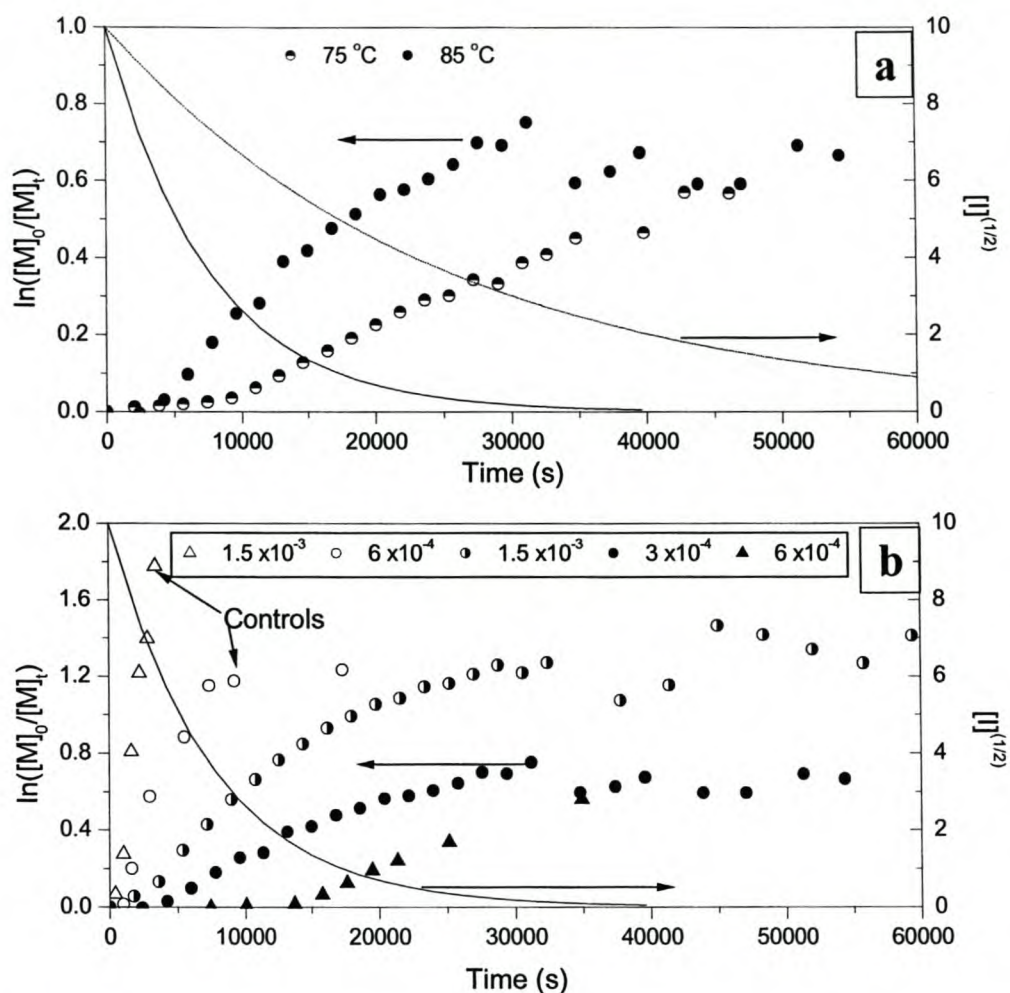 a
75 °C 85 °C
ln([M]₀/[M]ₜ)
1.0
0.8
0.6
0.4
0.2
0.0
10
8
6
4
2
0
[I]^(1/2)
0 10000 20000 30000 40000 50000 60000
Time (s)
b
1.5 x10⁻³ 6 x10⁻⁴ 1.5 x10⁻³ 3 x10⁻⁴ 6 x10⁻⁴
Controls
ln([M]₀/[M]ₜ)
2.0
1.6
1.2
0.8
0.4
0.0
10
8
6
4
2
0
[I]^(1/2)
0 10000 20000 30000 40000 50000 60000
Time (s)